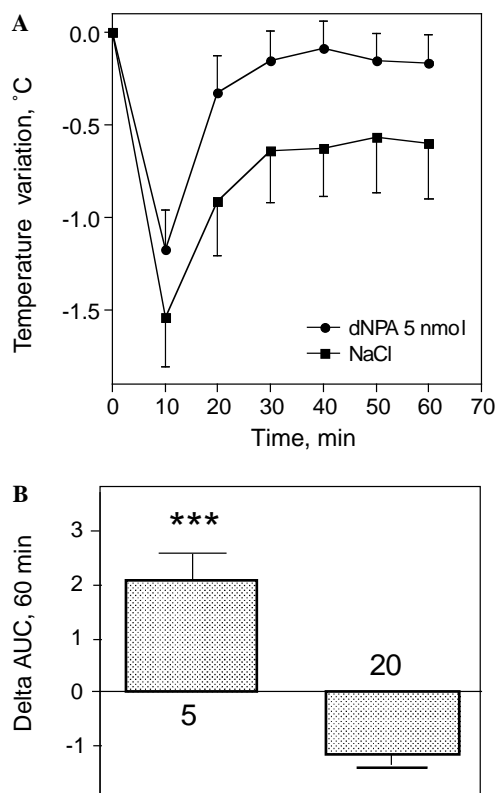 A
0.0
-0.5
-1.0
-1.5
Temperature variation, ˚C
dNPA 5 nmol
NaCl
0 10 20 30 40 50 60 70
Time, min
B
3
2
1
0
-1
Delta AUC, 60 min
***
5
20